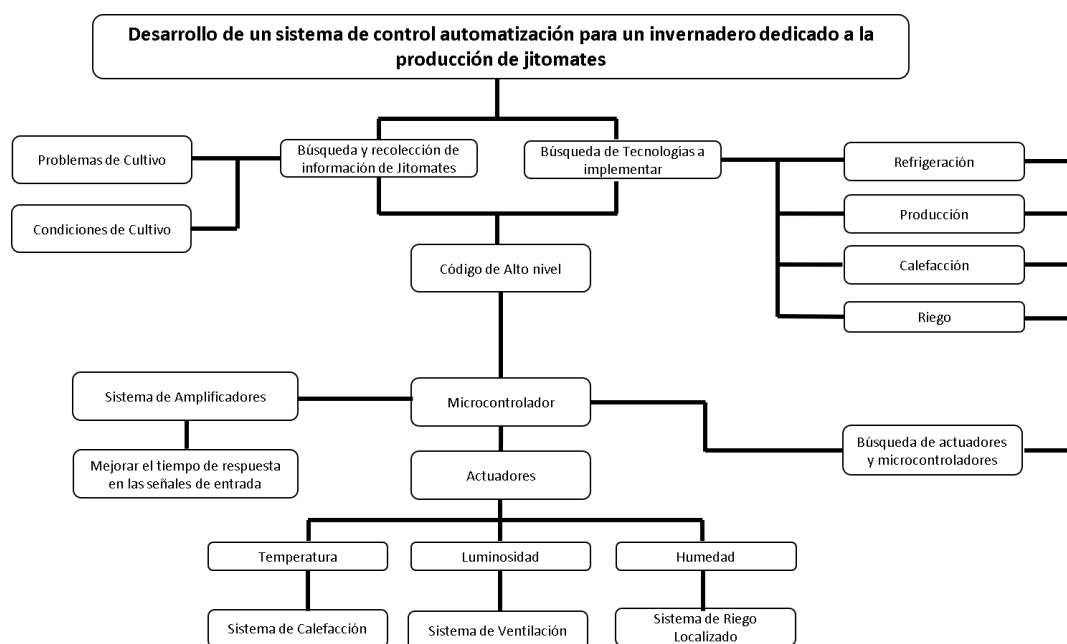 Desarrollo de un sistema de control automatización para un invernadero dedicado a la
producción de jitomates
Problemas de Cultivo
Búsqueda y recolección de
información de Jitomates
Búsqueda de Tecnologías a
implementar
Refrigeración
Condiciones de Cultivo
Producción
Código de Alto nivel
Calefacción
Riego
Sistema de Amplificadores
Microcontrolador
Búsqueda de actuadores
y microcontroladores
Mejorar el tiempo de respuesta
en las señales de entrada
Actuadores
Temperatura
Luminosidad
Humedad
Sistema de Calefacción
Sistema de Ventilación
Sistema de Riego
Localizado